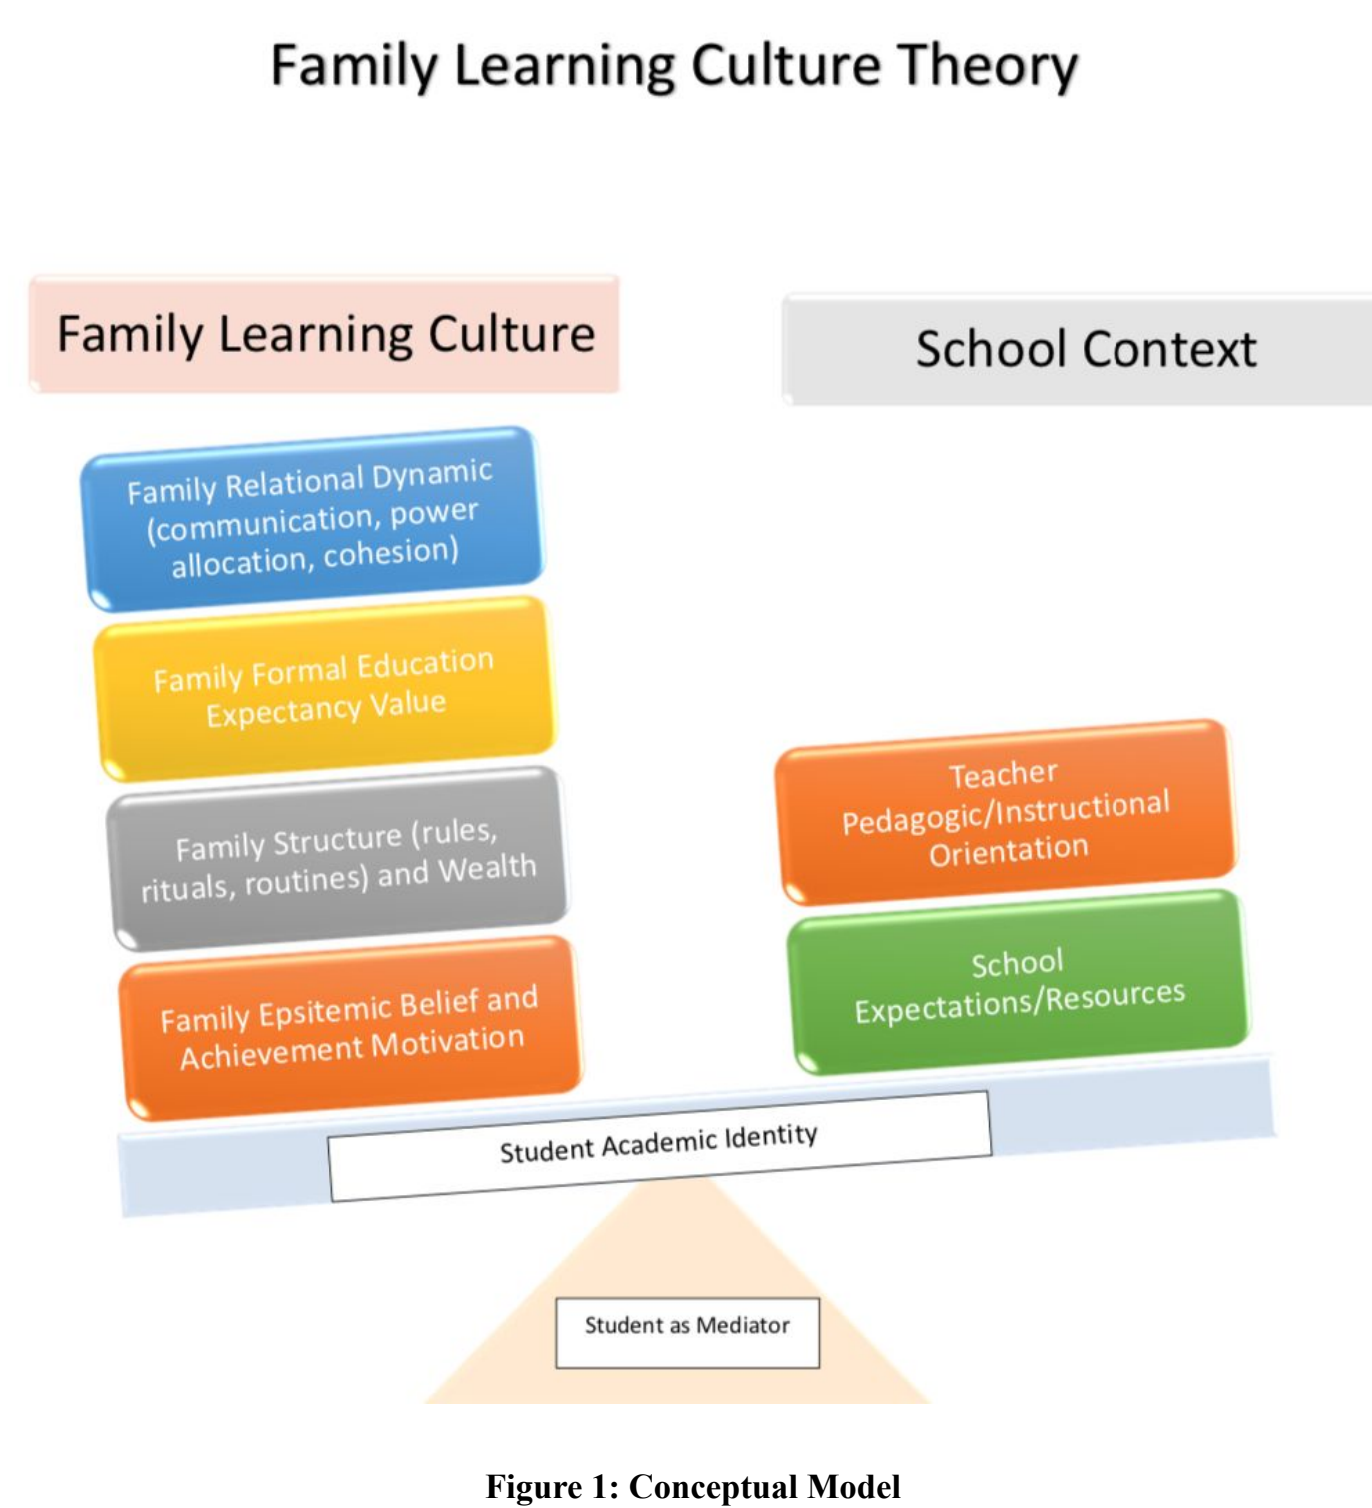 Family Learning Culture Theory
Family Learning Culture
School Context
Family Relational Dynamic
(communication, power
allocation, cohesion)
Family Formal Education
Expectancy Value
Family Structure (rules,
rituals, routines) and Wealth
Family Epsitemic Belief and
Achievement Motivation
Teacher
Pedagogic/Instructional
Orientation
School
Expectations/Resources
Student Academic Identity
Student as Mediator
Figure 1: Conceptual Model